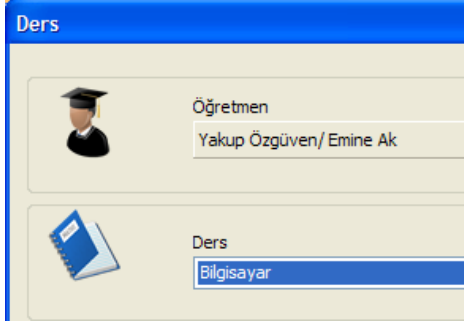 Ders
Öğretmen
Yakup Özgüven/ Emine Ak
Ders
Bilgisayar